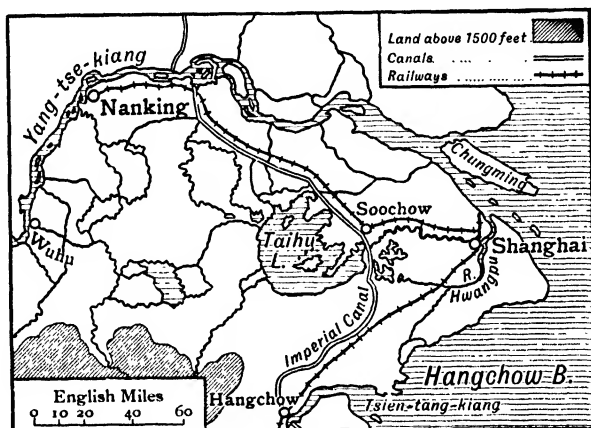 Land above 1500 feet
Canals. .... ..
Railways .. ..... ..... ...
Yang-tse-kiang
Nanking
Chungming
Soochow
Taihu
L.
Shanghai
Wuhu
R.
Hwangpu
Imperial Canal
English Miles
0 10 20 40 60
Hangchow
Hangchow B.
Tsien-tang-kiang